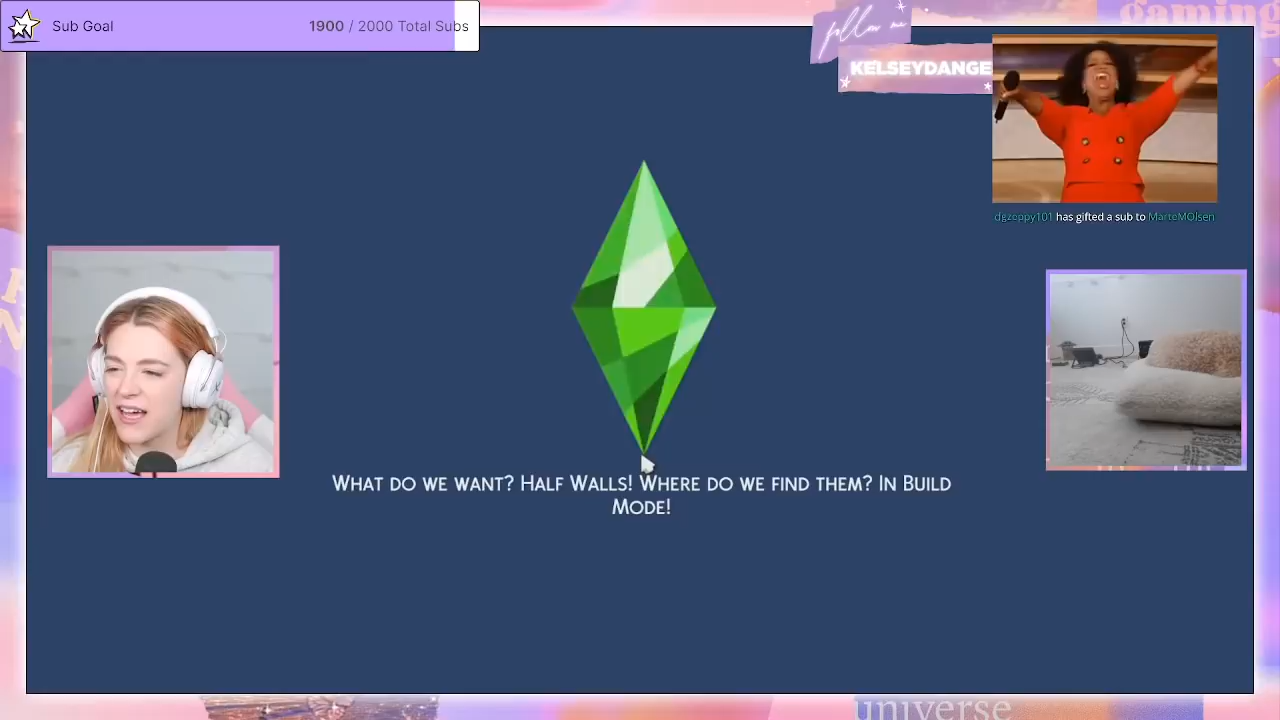 Sub Goal
1900 / 2000 Total Subs
gaming
follow me
KELSEYDANGE
dgzeppy101 has gifted a sub to MarteMOlsen
WHAT DO WE WANT? HALF WALLS! WHERE DO WE FIND THEM? IN BUILD
MODE!
universe